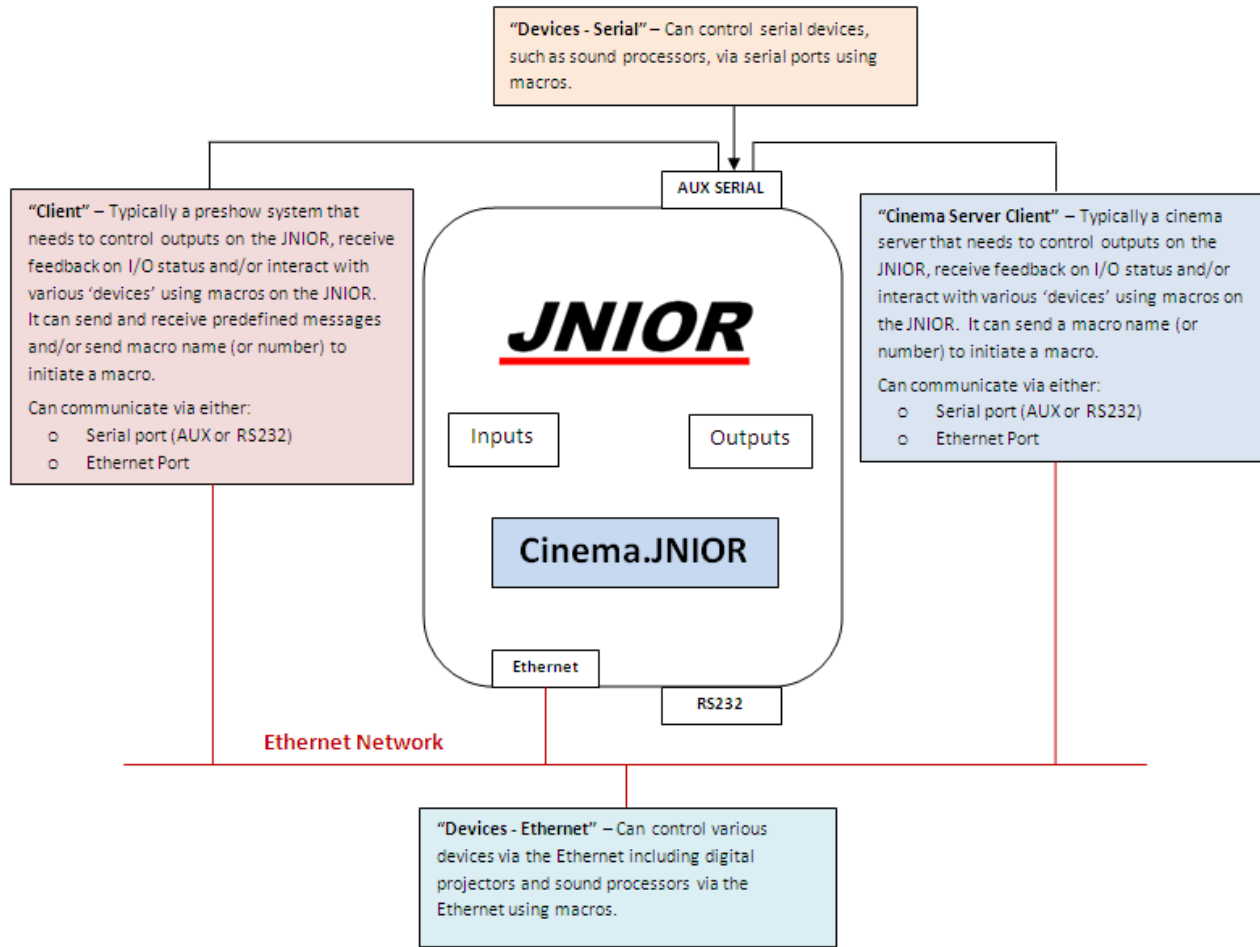 “Devices - Serial” – Can control serial devices,
such as sound processors, via serial ports using
macros.
AUX SERIAL
“Client” – Typically a preshow system that
needs to control outputs on the JNIOR, receive
feedback on I/O status and/or interact with
various ‘devices’ using macros on the JNIOR.
It can send and receive predefined messages
and/or send macro name (or number) to
initiate a macro.
Can communicate via either:
o Serial port (AUX or RS232)
o Ethernet Port
“Cinema Server Client” – Typically a cinema
server that needs to control outputs on the
JNIOR, receive feedback on I/O status and/or
interact with various ‘devices’ using macros on
the JNIOR. It can send a macro name (or
number) to initiate a macro.
Can communicate via either:
o Serial port (AUX or RS232)
o Ethernet Port
JNIOR
Inputs
Outputs
Cinema.JNIOR
Ethernet
RS232
Ethernet Network
“Devices - Ethernet” – Can control various
devices via the Ethernet including digital
projectors and sound processors via the
Ethernet using macros.